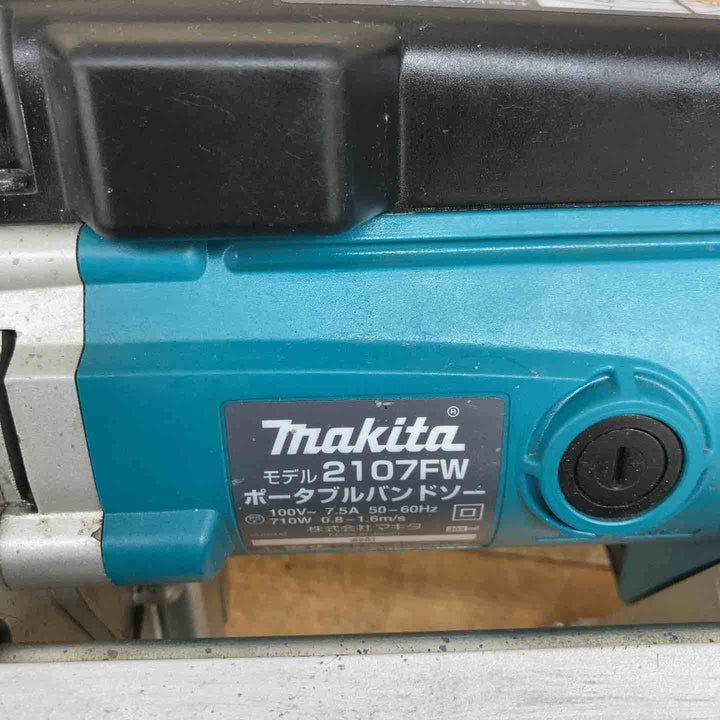 makita®
モデル 2107FW
ポータブルバンドソー
100V~ 7.5A 50-60Hz
710W 0.8-1.6m/s
株式会社マキタ